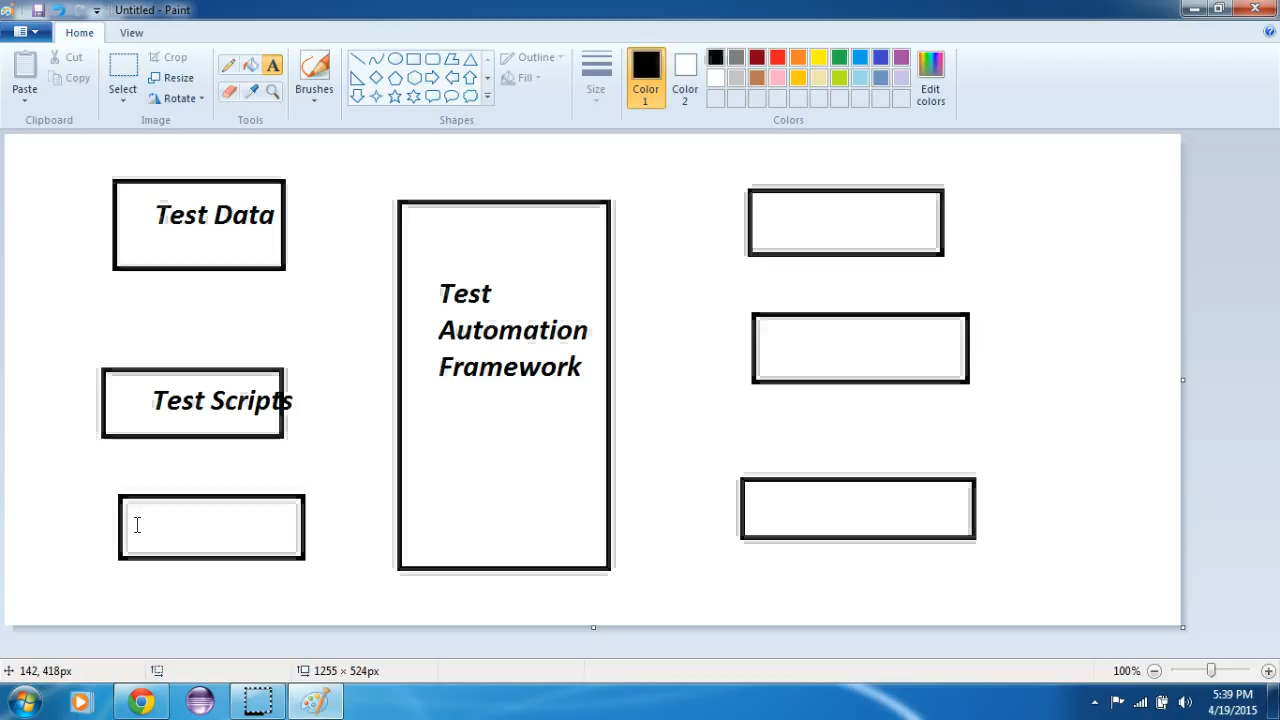 Untitled - Paint
Home
View
Paste
Cut
Copy
Clipboard
Select
Crop
Resize
Rotate
Image
Tools
Brushes
Shapes
Outline
Fill
Size
Color 1
Color 2
Edit colors
Colors
Test Data
Test Scripts
Test
Automation
Framework
142, 418px
1255 × 524px
100%
5:39 PM
4/19/2015